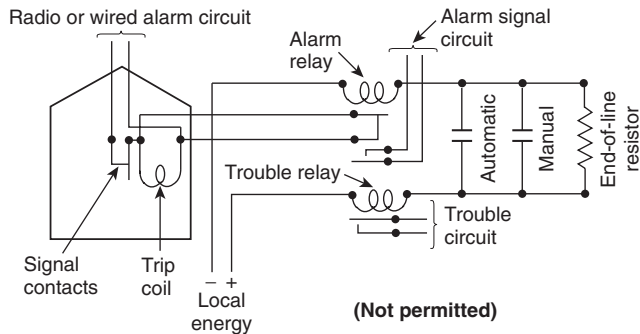 Radio or wired alarm circuit
Alarm signal
circuit
Alarm
relay
Automatic
Manual
End-of-line
resistor
Trouble relay
Trouble
circuit
Signal
contacts
Trip
coil
– +
Local
energy
(Not permitted)